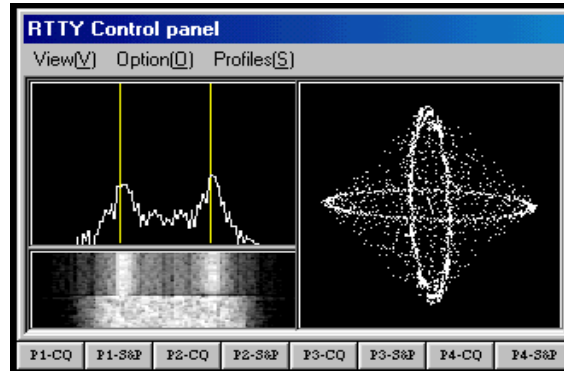 RTTY Control panel
View(V) Option(O) Profiles(S)
P1-CQ P1-S&P P2-CQ P2-S&P P3-CQ P3-S&P P4-CQ P4-S&P